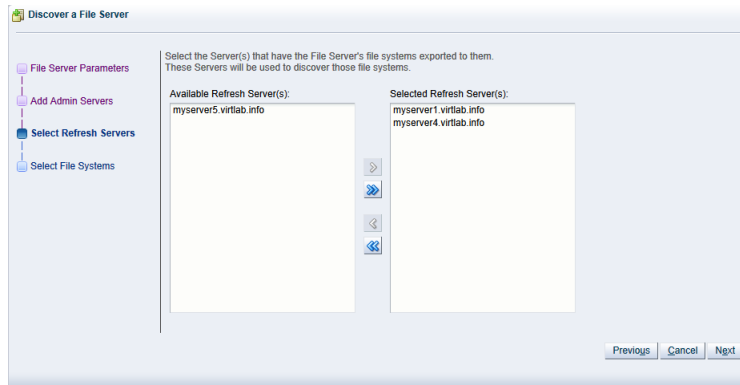 Discover a File Server
File Server Parameters
Add Admin Servers
Select Refresh Servers
Select File Systems
Select the Server(s) that have the File Server's file systems exported to them.
These Servers will be used to discover those file systems.
Available Refresh Server(s):
myserver5.virtlab.info
Selected Refresh Server(s):
myserver1.virtlab.info
myserver4.virtlab.info
Previous
Cancel
Next